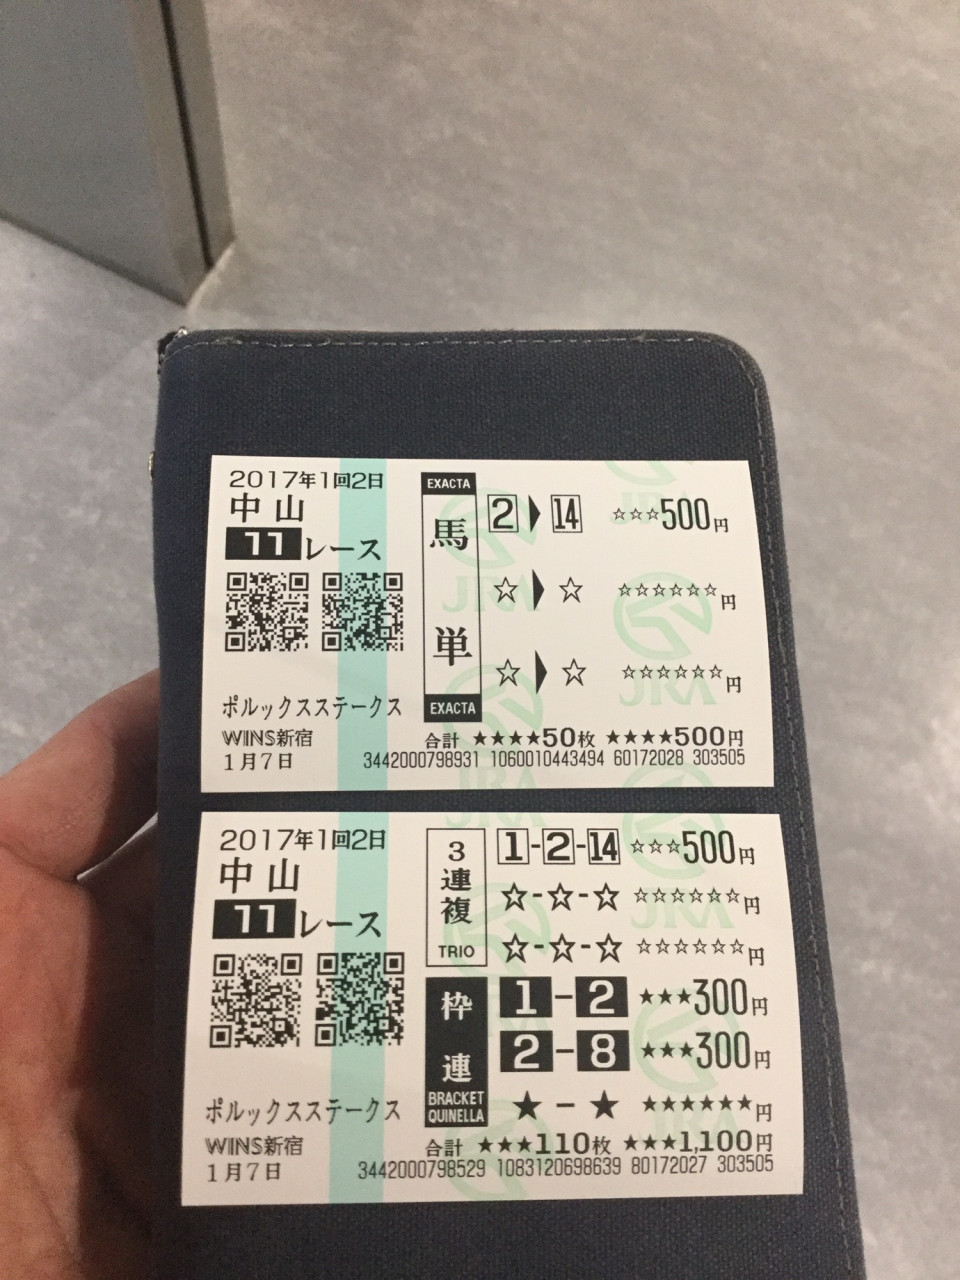 2017年1回2日
中山
11レース
ポルックスステークス
WINS新宿
1月7日
EXACTA
馬単
EXACTA
2▶14 ☆☆☆500円
☆▶☆ ☆☆☆☆☆☆円
☆▶☆ ☆☆☆☆☆☆円
合計 ★★★★50枚 ★★★★500円
3442000798931 1060010443494 60172028 303505
JRA
2017年1回2日
中山
11レース
ポルックスステークス
WINS新宿
1月7日
3連複
TRIO
1-2-14 ☆☆☆500円
☆-☆-☆ ☆☆☆☆☆☆円
☆-☆-☆ ☆☆☆☆☆☆円
枠連
BRACKET
QUINELLA
1-2 ★★★300円
2-8 ★★★300円
★-★ ★★★★★★円
合計 ★★★110枚 ★★★1,100円
3442000798529 1083120698639 80172027 303505
JRA